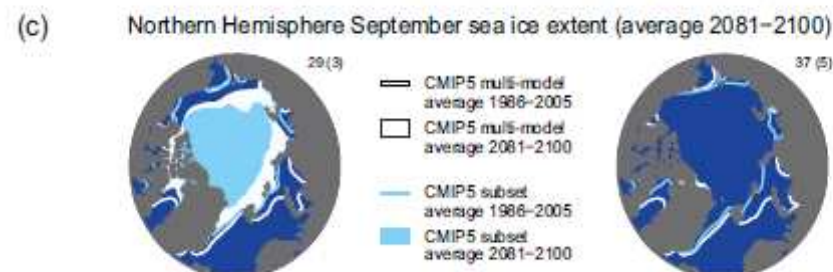 (c) Northern Hemisphere September sea ice extent (average 2081−2100)
29 (3)
37 (5)
CMIP5 multi-model
average 1986−2005
CMIP5 multi-model
average 2081−2100
CMIP5 subset
average 1986−2005
CMIP5 subset
average 2081−2100